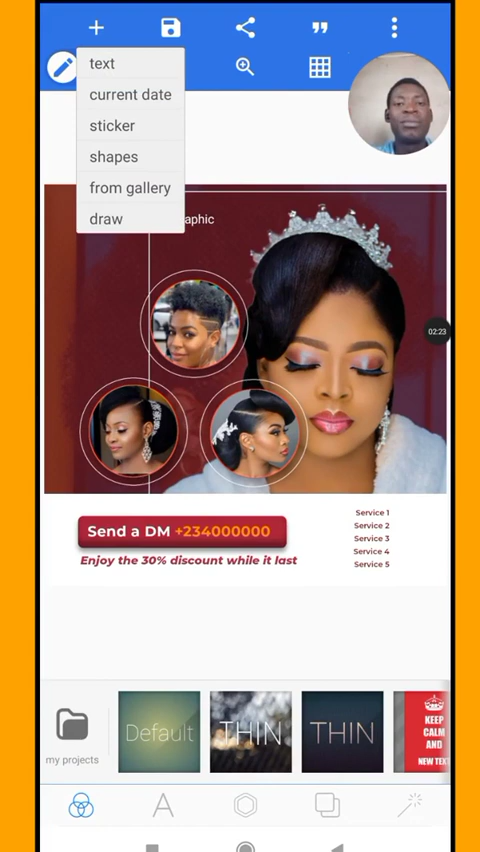 text
current date
sticker
shapes
from gallery
draw
aphic
02:23
Send a DM +234000000
Enjoy the 30% discount while it last
Service 1
Service 2
Service 3
Service 4
Service 5
my projects
Default
THIN
THIN
KEEP
CALM
AND
NEW TEX
A